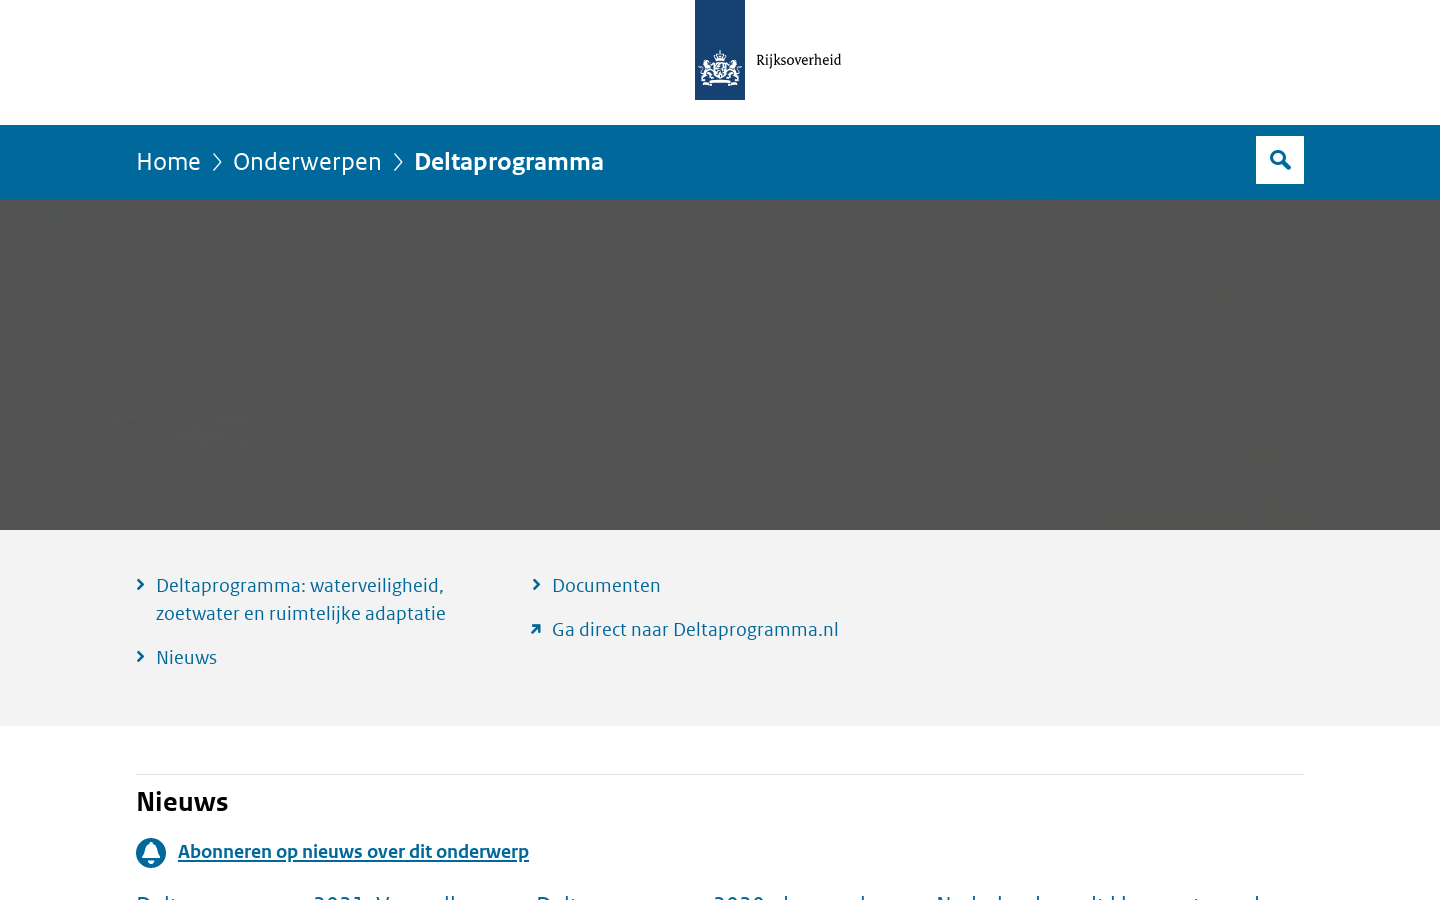 Rijksoverheid
Home
Onderwerpen
Deltaprogramma
Deltaprogramma: waterveiligheid,
zoetwater en ruimtelijke adaptatie
Nieuws
Documenten
Ga direct naar Deltaprogramma.nl
Nieuws
Abonneren op nieuws over dit onderwerp